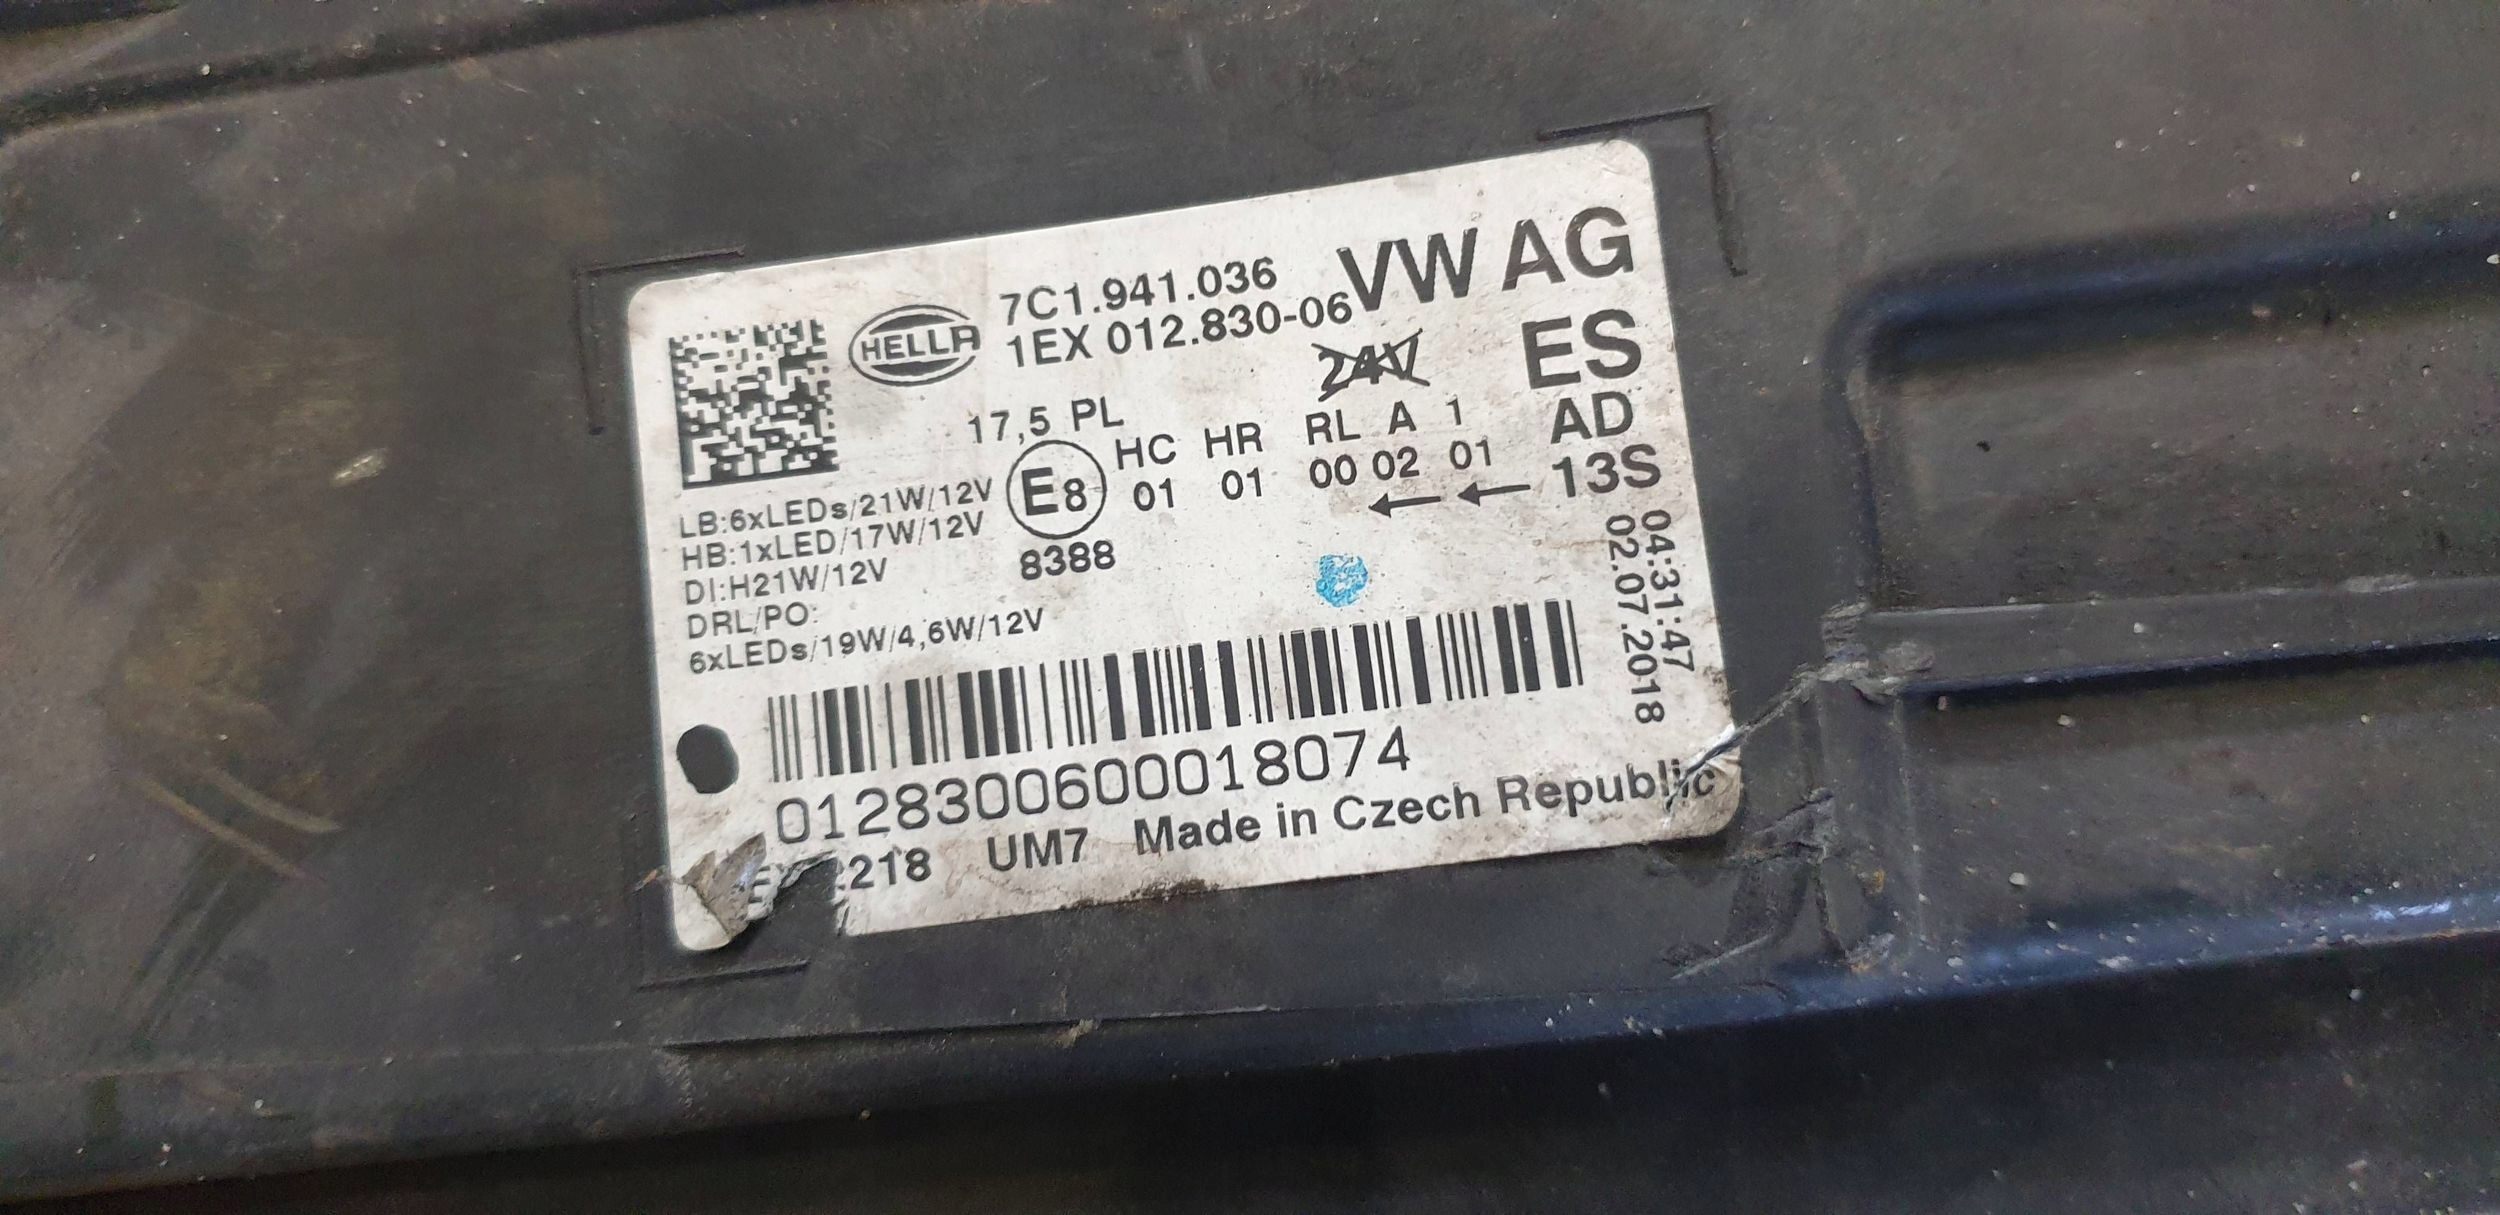 HELLA
7C1.941.036
1EX 012.830-06
VW AG
ES
17,5 PL
HC HR RL A 1 AD
E8 01 01 00 02 01 13S
8388
LB:6xLEDs/21W/12V
HB:1xLED/17W/12V
DI:H21W/12V
DRL/PO:
6xLEDs/19W/4,6W/12V
04:31:47
02.07.2018
0128300600018074
218 UM7 Made in Czech Republic